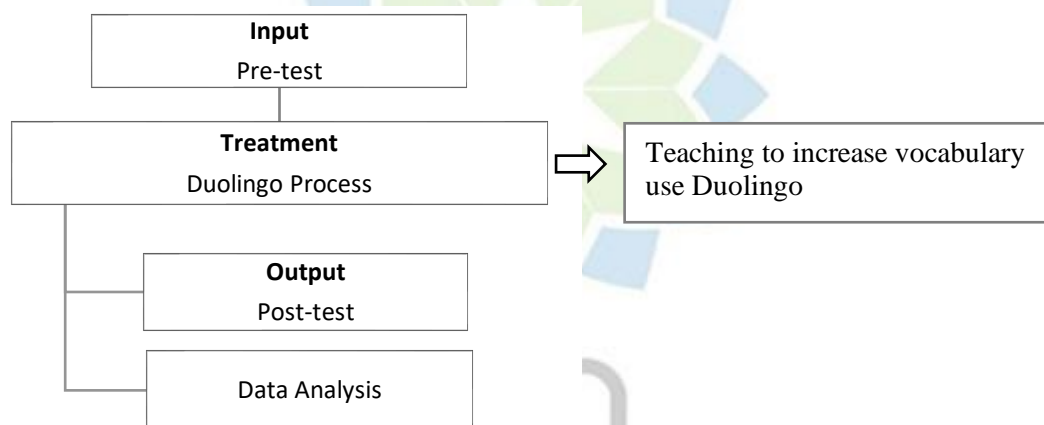 Input
Pre-test
Treatment
Duolingo Process
Teaching to increase vocabulary
use Duolingo
Output
Post-test
Data Analysis